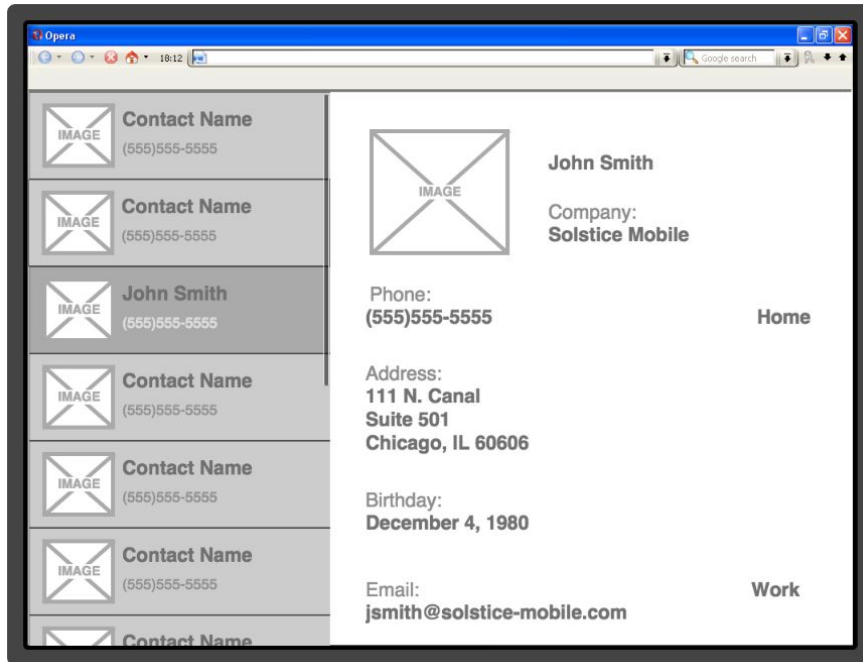 Opera
18:12
Google search
IMAGE
Contact Name
(555)555-5555
IMAGE
Contact Name
(555)555-5555
IMAGE
John Smith
(555)555-5555
IMAGE
Contact Name
(555)555-5555
IMAGE
Contact Name
(555)555-5555
IMAGE
Contact Name
(555)555-5555
Contact Name
IMAGE
John Smith
Company:
Solstice Mobile
Phone:
(555)555-5555
Home
Address:
111 N. Canal
Suite 501
Chicago, IL 60606
Birthday:
December 4, 1980
Email:
Work
jsmith@solstice-mobile.com